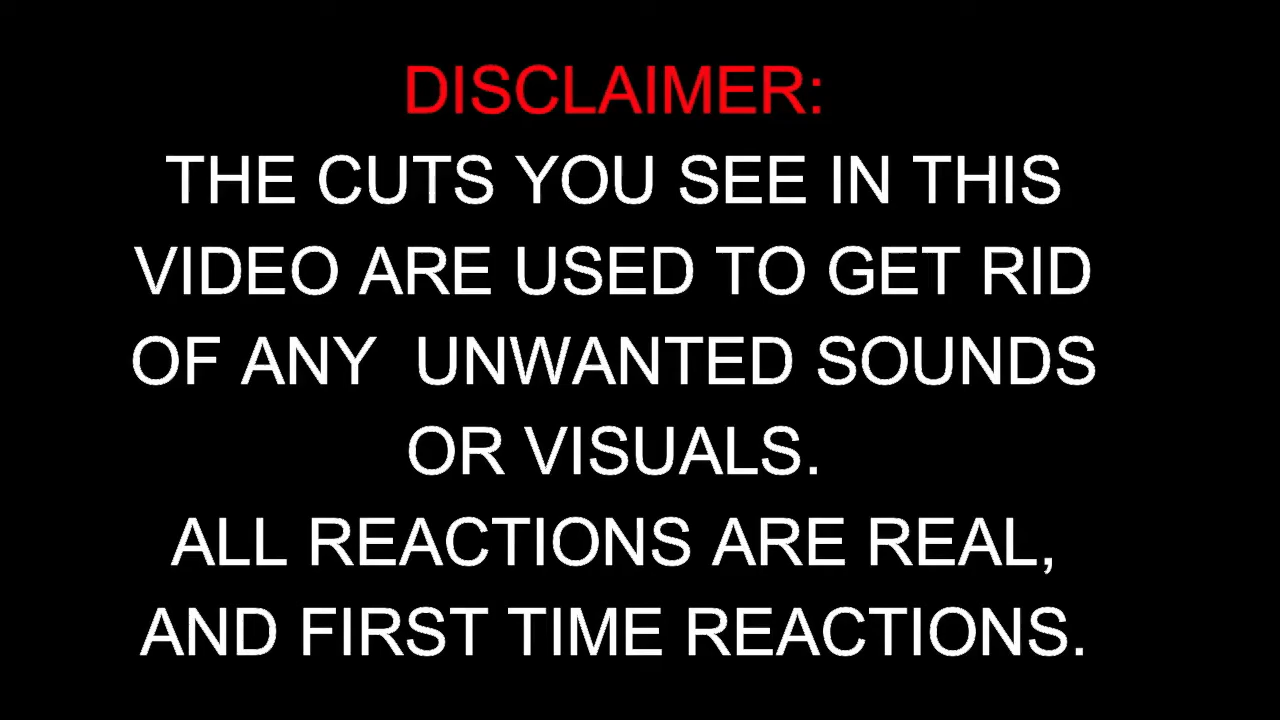 DISCLAIMER:
THE CUTS YOU SEE IN THIS
VIDEO ARE USED TO GET RID
OF ANY  UNWANTED SOUNDS
OR VISUALS.
ALL REACTIONS ARE REAL,
AND FIRST TIME REACTIONS.